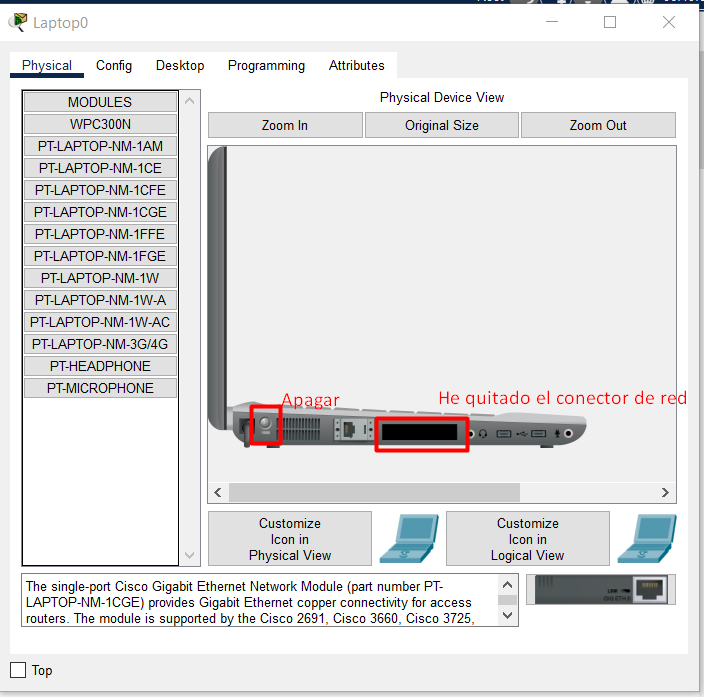 Laptop0
Physical Config Desktop Programming Attributes
MODULES
WPC300N
PT-LAPTOP-NM-1AM
PT-LAPTOP-NM-1CE
PT-LAPTOP-NM-1CFE
PT-LAPTOP-NM-1CGE
PT-LAPTOP-NM-1FFE
PT-LAPTOP-NM-1FGE
PT-LAPTOP-NM-1W
PT-LAPTOP-NM-1W-A
PT-LAPTOP-NM-1W-AC
PT-LAPTOP-NM-3G/4G
PT-HEADPHONE
PT-MICROPHONE
Physical Device View
Zoom In Original Size Zoom Out
Apagar
He quitado el conector de red
Customize
Icon in
Physical View
Customize
Icon in
Logical View
The single-port Cisco Gigabit Ethernet Network Module (part number PT-
LAPTOP-NM-1CGE) provides Gigabit Ethernet copper connectivity for access
routers. The module is supported by the Cisco 2691, Cisco 3660, Cisco 3725,
Top